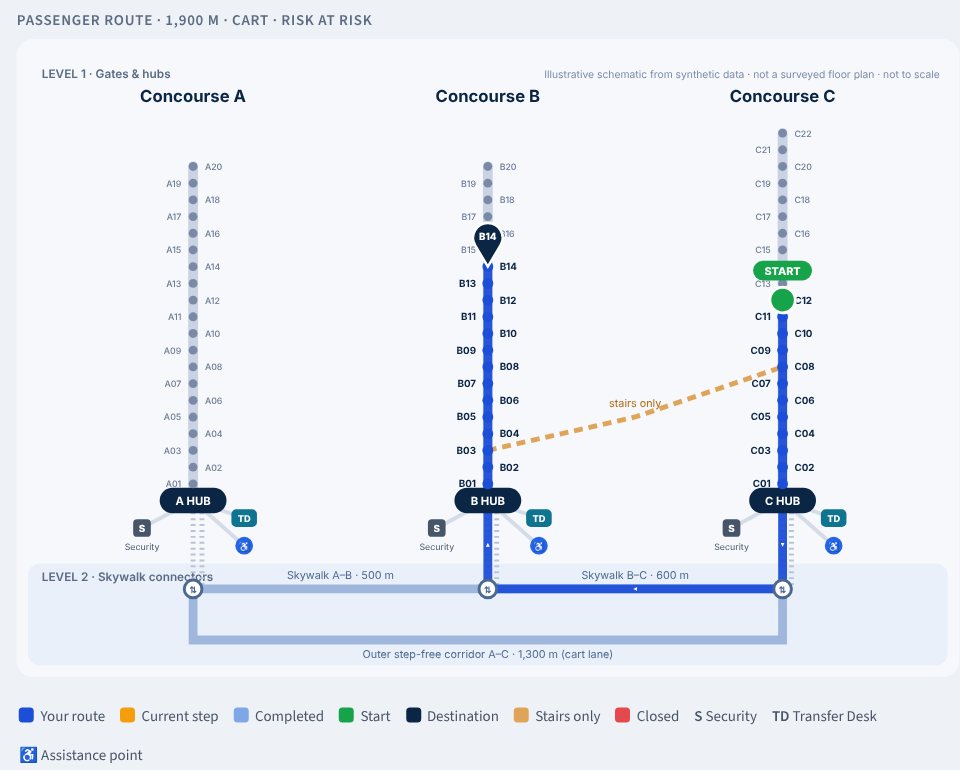 PASSENGER ROUTE · 1,900 M · CART · RISK AT RISK
LEVEL 1 · Gates & hubs
Illustrative schematic from synthetic data · not a surveyed floor plan · not to scale
Concourse A Concourse B Concourse C
C22
C21
A20 B20 C20
A19 B19 C19
A18 B18 C18
A17 B17 C17
A16 B14 C16
A15 B15 C15
A14 B14 START
A13 B13 C13
A12 B12 C12
A11 B11 C11
A10 B10 C10
A09 B09 C09
A08 B08 C08
A07 B07 C07
A06 B06 stairs only C06
A05 B05 C05
A04 B04 C04
A03 B03 C03
A02 B02 C02
A01 B01 C01
A HUB B HUB C HUB
TD TD TD
S S S
Security Security Security
LEVEL 2 · Skywalk connectors
Skywalk A–B · 500 m Skywalk B–C · 600 m
Outer step-free corridor A–C · 1,300 m (cart lane)
Your route Current step Completed Start Destination Stairs only Closed S Security TD Transfer Desk
Assistance point